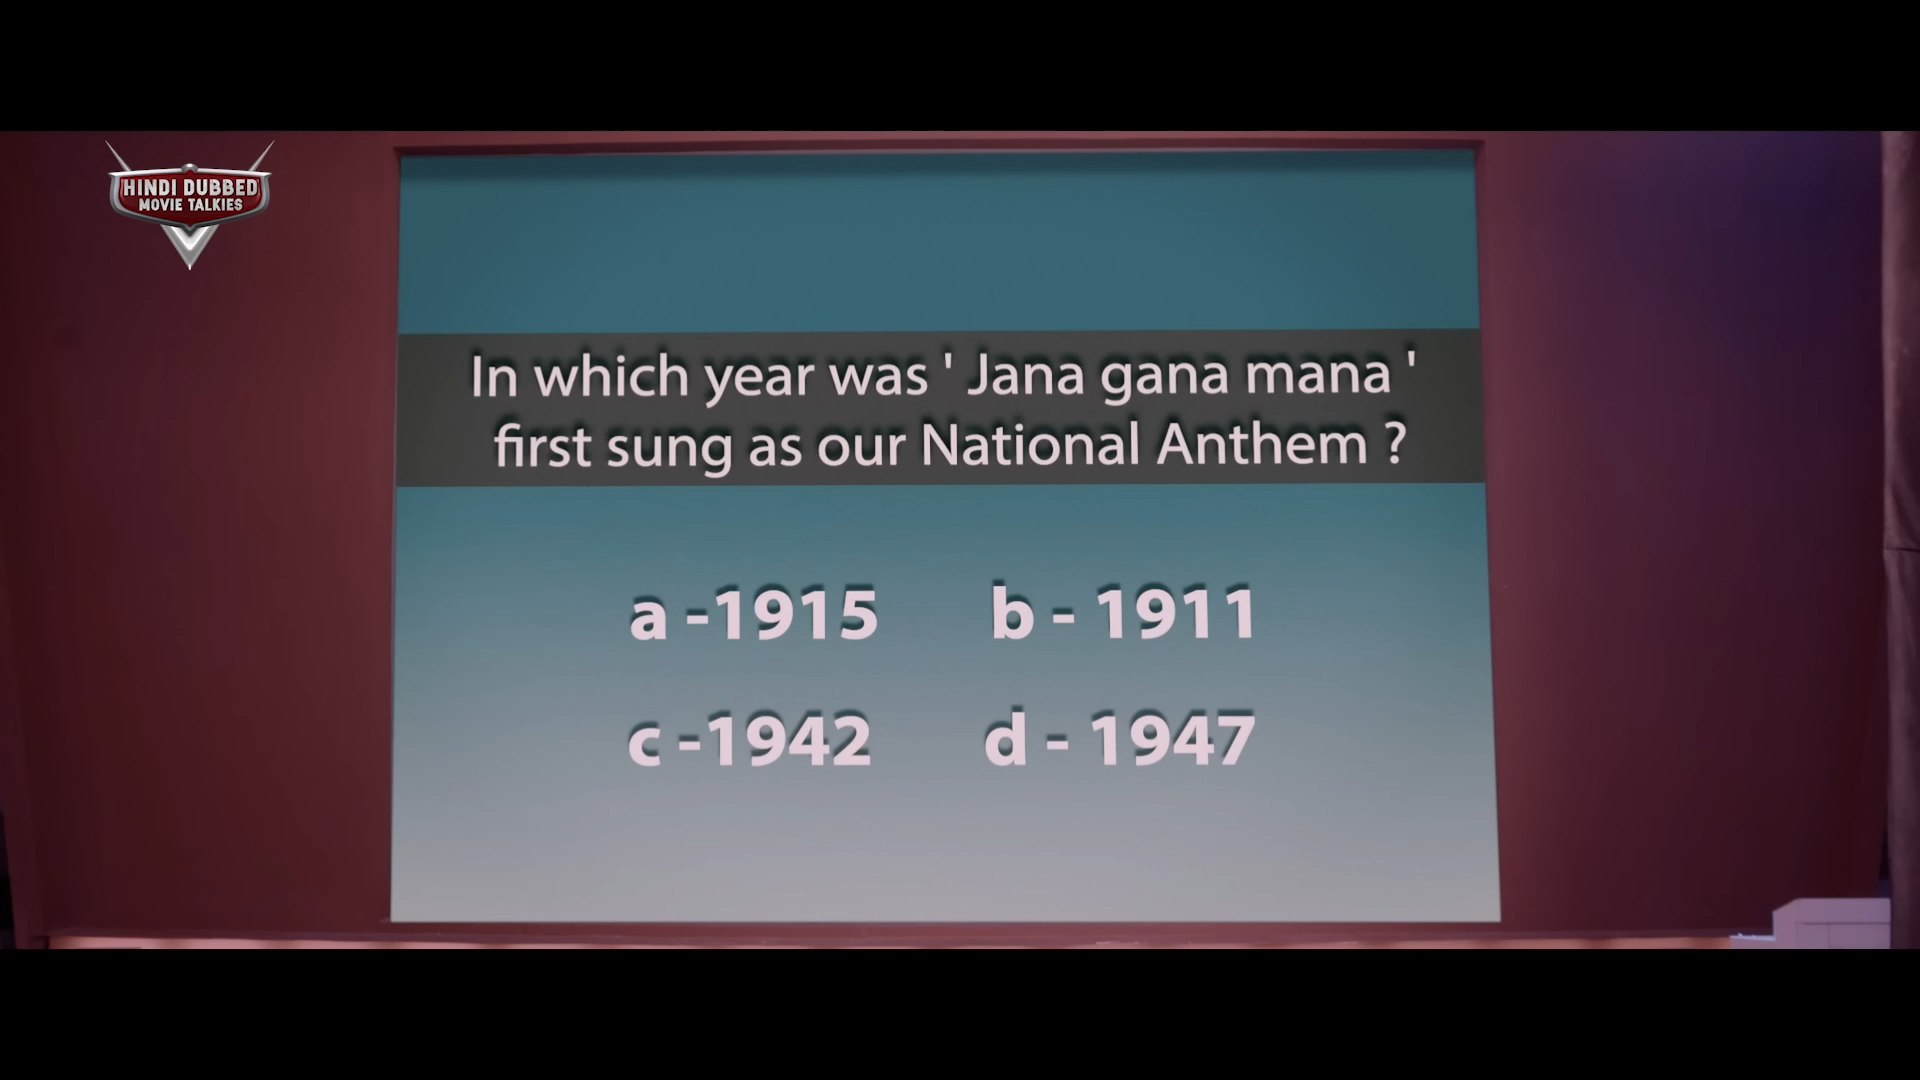 HINDI DUBBED
MOVIE TALKIES
In which year was ' Jana gana mana '
first sung as our National Anthem ?
a -1915 b - 1911
c -1942 d - 1947